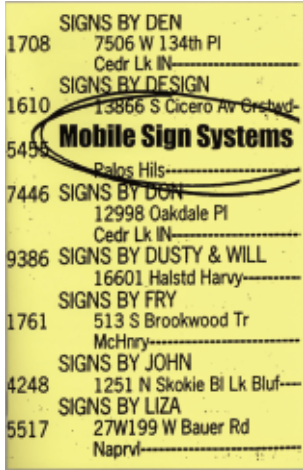 SIGNS BY DEN
1708 7506 W 134th Pl
Cedr Lk IN
SIGNS BY DESIGN
1610 13866 S Cicero Av Crstwd
Mobile Sign Systems
5455
Palos Hils
7446 SIGNS BY DON
12998 Oakdale Pl
Cedr Lk IN
9386 SIGNS BY DUSTY & WILL
16601 Halstd Harvy
SIGNS BY FRY
1761 513 S Brookwood Tr
McHnry
SIGNS BY JOHN
4248 1251 N Skokie Bl Lk Bluf
SIGNS BY LIZA
5517 27W199 W Bauer Rd
Naprvl